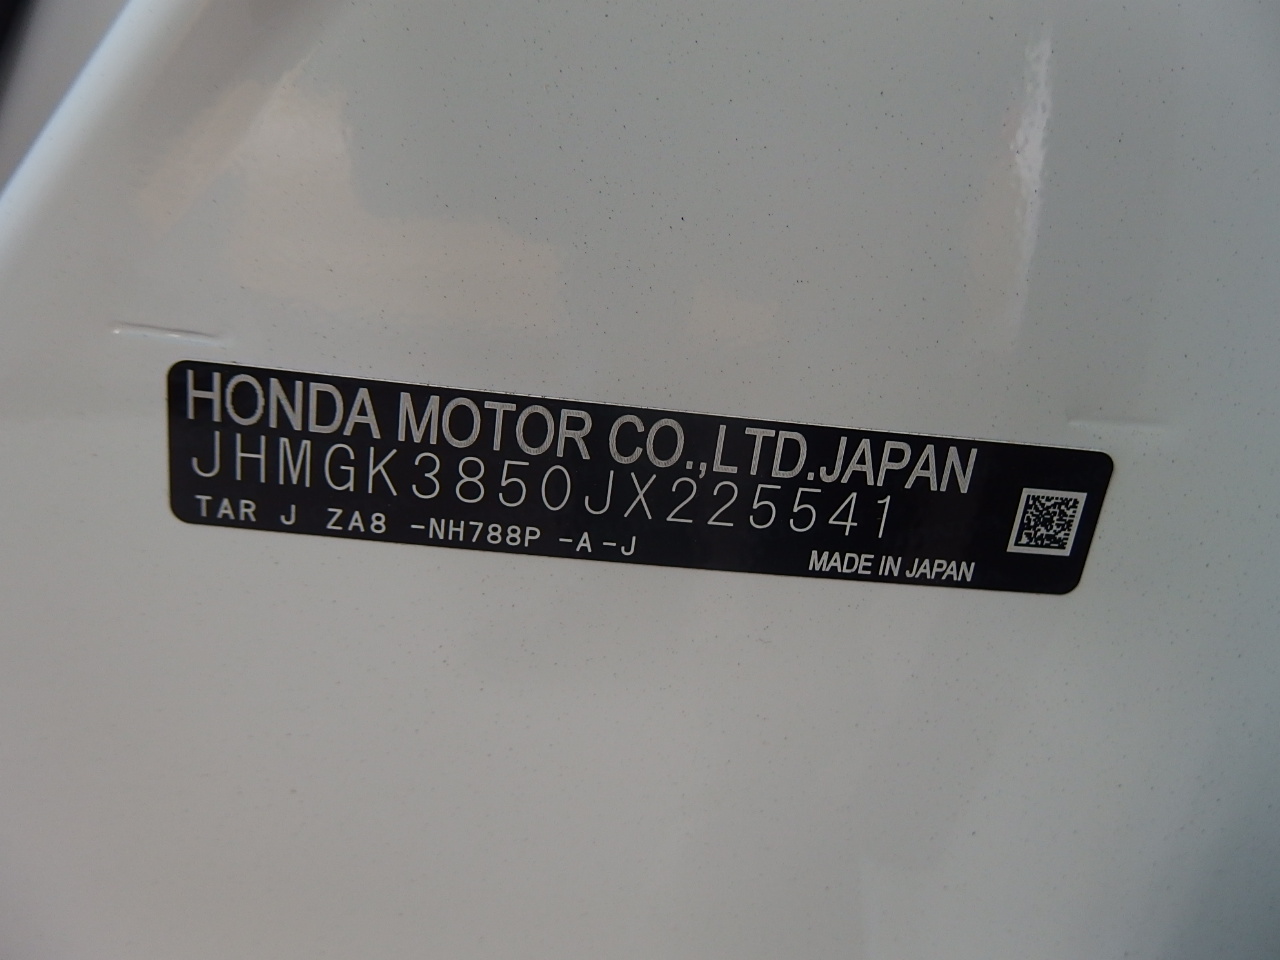 HONDA MOTOR CO.,LTD.JAPAN
JHMGK3850JX225541
TAR J ZA8 -NH788P -A-J
MADE IN JAPAN